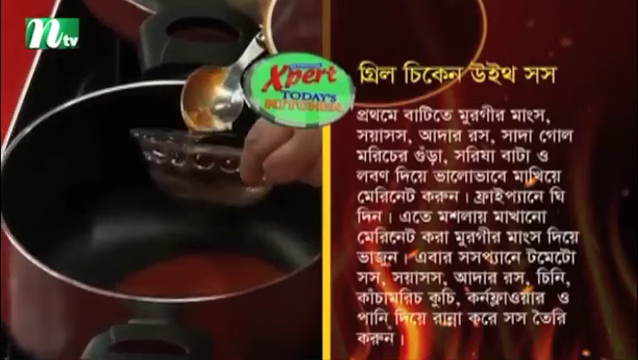 ntv
Xpert
TODAY'S
KITCHEN
গ্রিল চিকেন উইথ সস
প্রথমে বাটিতে মুরগীর মাংস,
সয়াসস, আদার রস, সাদা গোল
মরিচের গুঁড়া, সরিষা বাটা ও
লবণ দিয়ে ভালোভাবে মাখিয়ে
মেরিনেট করুন। ফ্রাইপ্যানে ঘি
দিন। এতে মশলায় মাখানো
মেরিনেট করা মুরগীর মাংস দিয়ে
ভাজুন। এবার সসপ্যানে টমেটো
সস, সয়াসস, আদার রস, চিনি,
কাঁচামরিচ কুচি, কর্নফ্লাওয়ার ও
পানি দিয়ে রান্না করে সস তৈরি
করুন।